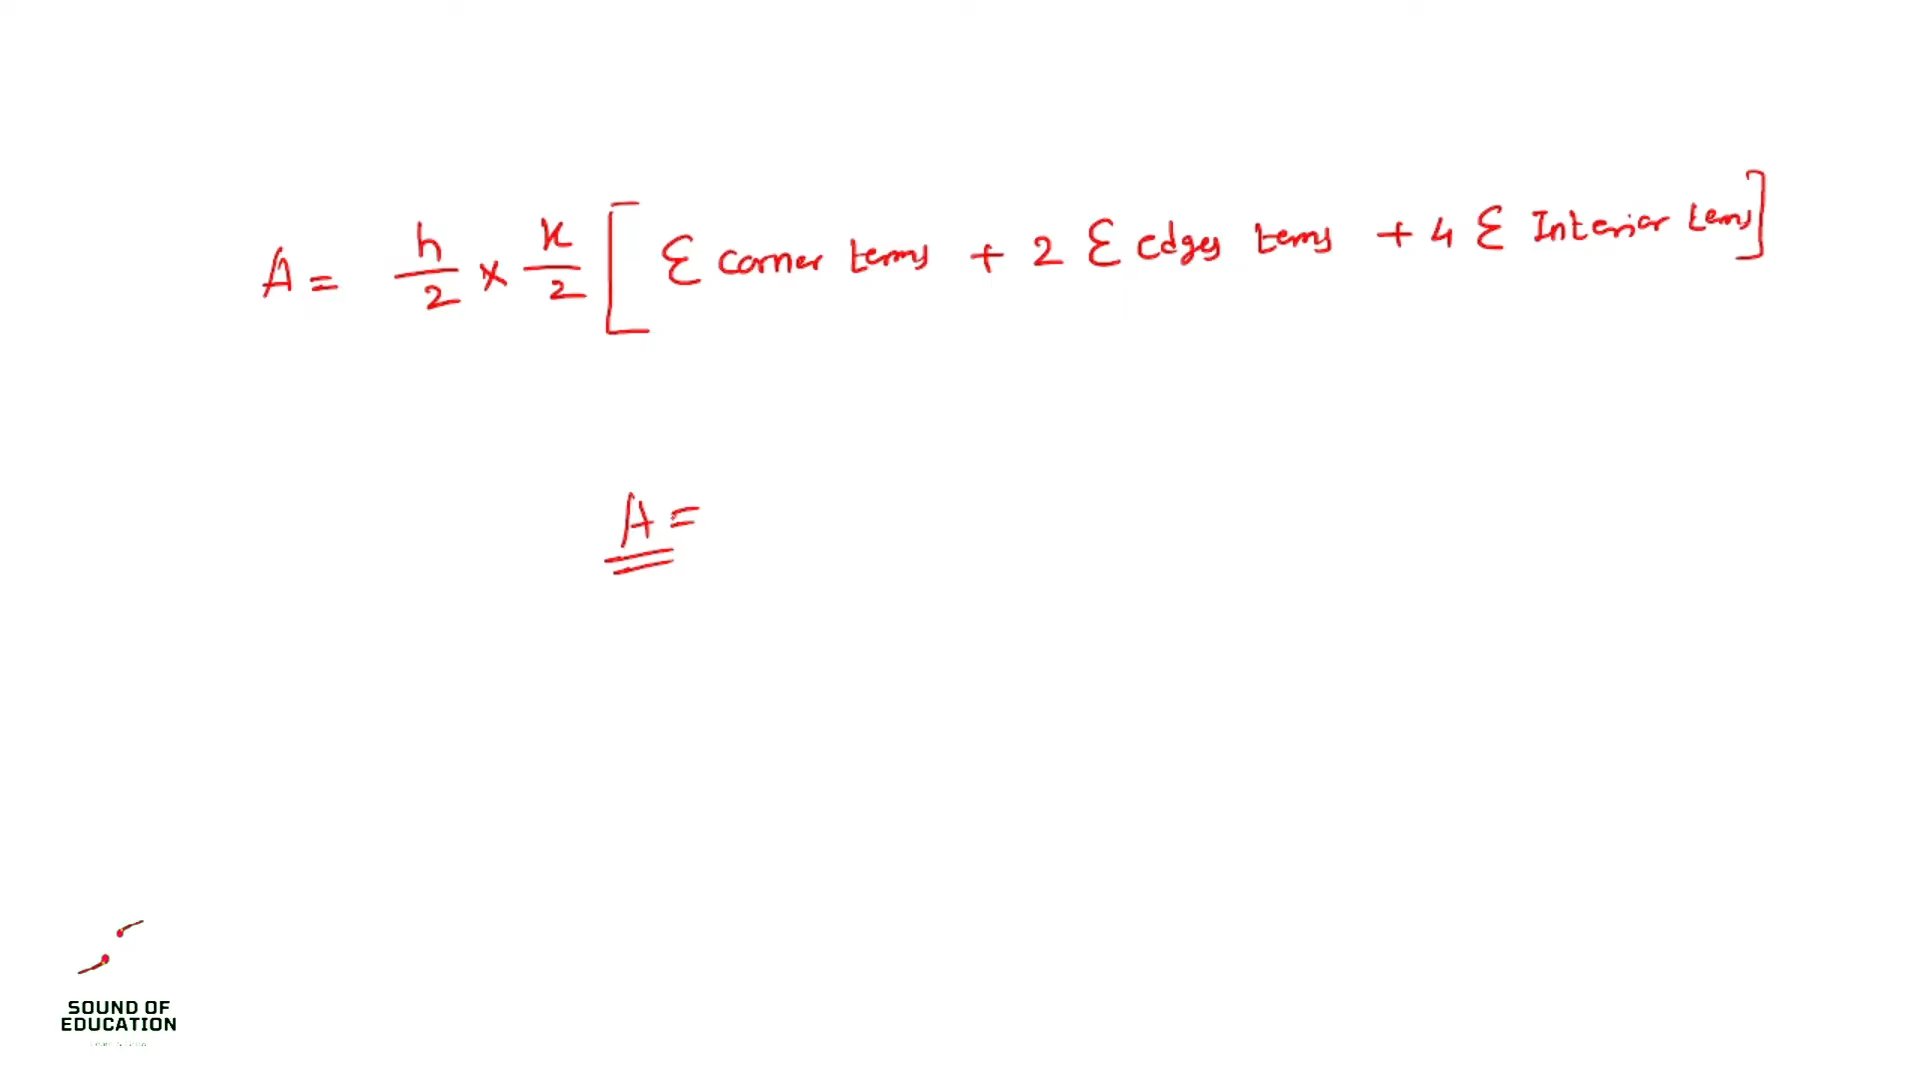 A = h/2 × k/2 [ Σ corner terms + 2 Σ edges terms + 4 Σ Interior terms ]
A =
SOUND OF
EDUCATION